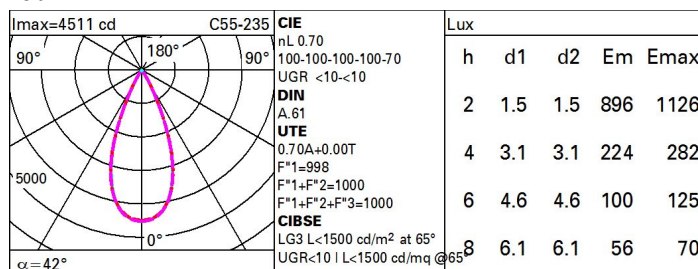 Imax=4511 cd C55-235
90° 180° 90°
5000
0°
α=42°
CIE
nL 0.70
100-100-100-100-70
UGR <10-<10
DIN
A.61
UTE
0.70A+0.00T
F"1=998
F"1+F"2=1000
F"1+F"2+F"3=1000
CIBSE
LG3 L<1500 cd/m² at 65°
UGR<10 | L<1500 cd/mq @65°
Lux
h d1 d2 Em Emax
2 1.5 1.5 896 1126
4 3.1 3.1 224 282
6 4.6 4.6 100 125
8 6.1 6.1 56 70